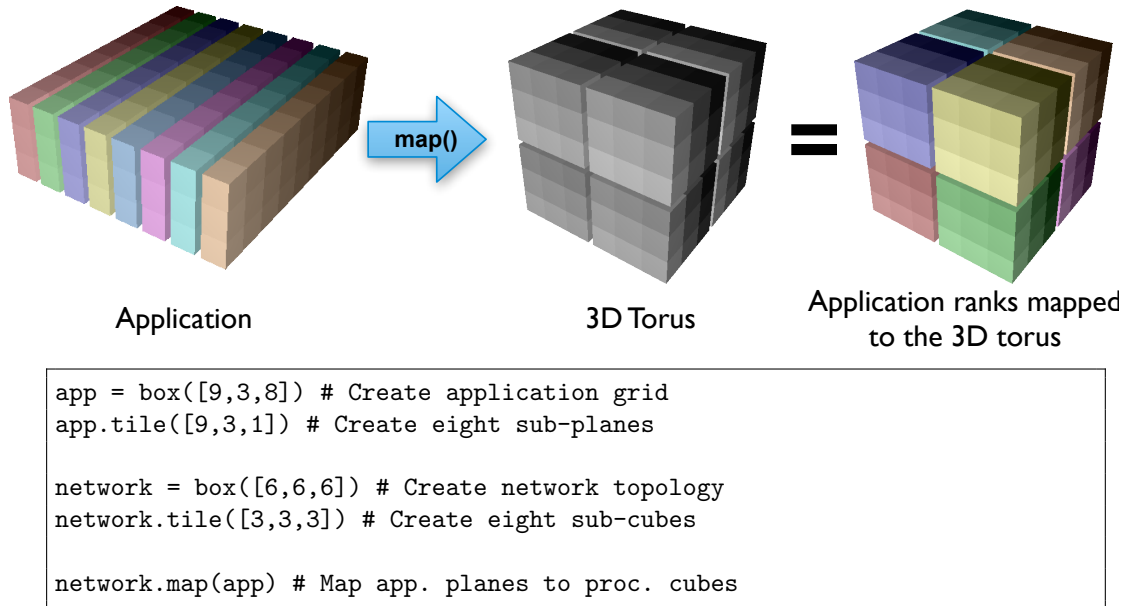 map()
=
Application
3D Torus
Application ranks mapped
to the 3D torus
app = box([9,3,8]) # Create application grid
app.tile([9,3,1]) # Create eight sub-planes
network = box([6,6,6]) # Create network topology
network.tile([3,3,3]) # Create eight sub-cubes
network.map(app) # Map app. planes to proc. cubes